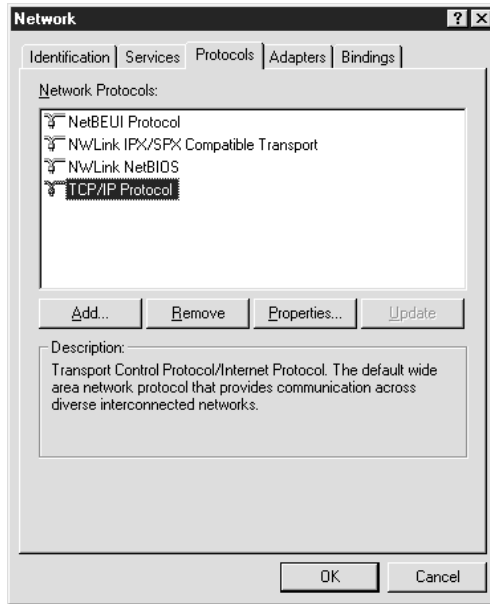 Network
Identification Services Protocols Adapters Bindings
Network Protocols:
NetBEUI Protocol
NWLink IPX/SPX Compatible Transport
NWLink NetBIOS
TCP/IP Protocol
Add... Remove Properties... Update
Description:
Transport Control Protocol/Internet Protocol. The default wide
area network protocol that provides communication across
diverse interconnected networks.
OK Cancel